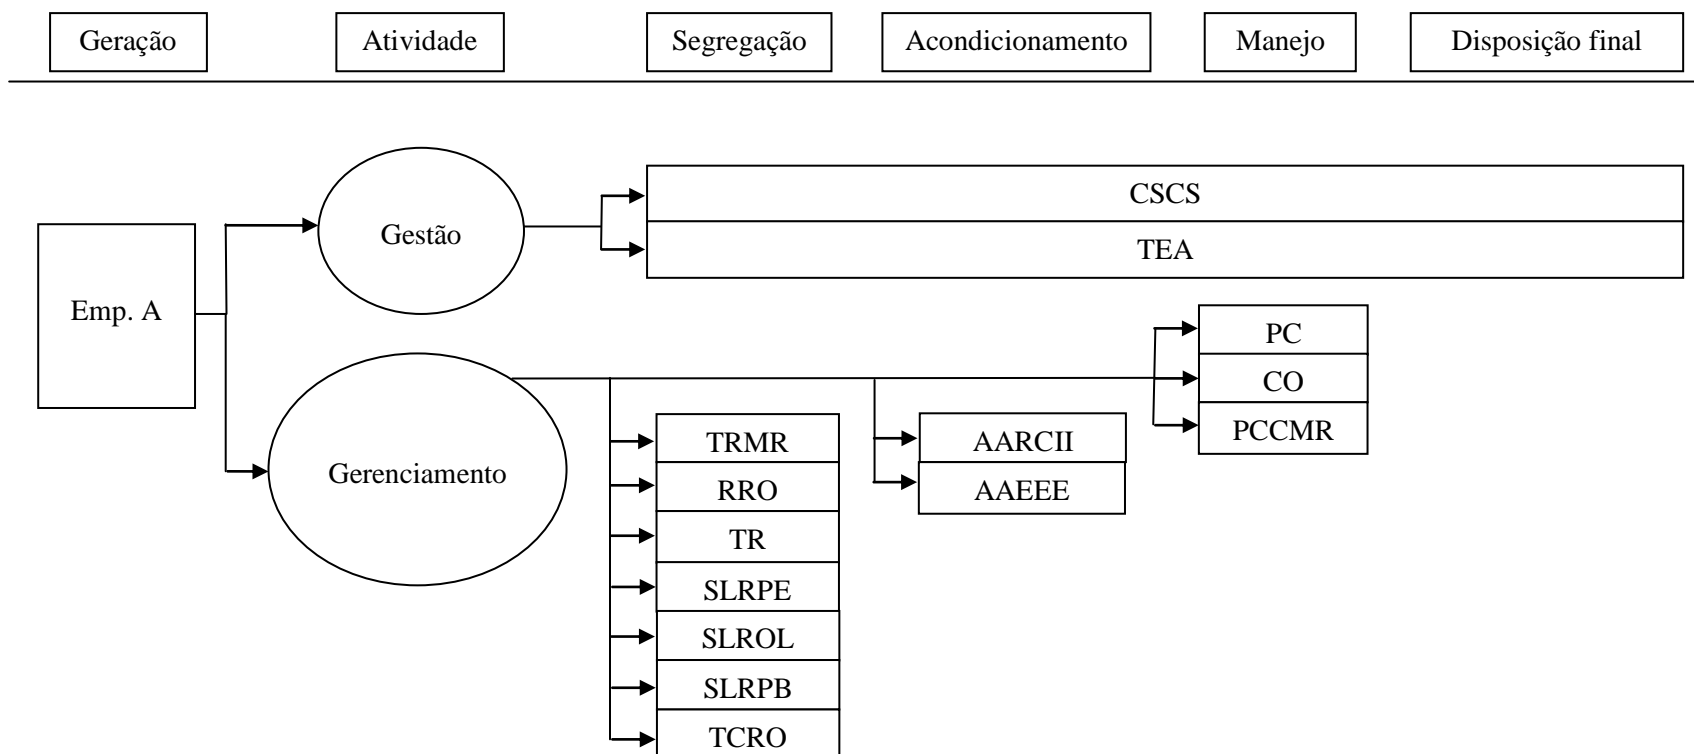 Geração
Atividade
Segregação
Acondicionamento
Manejo
Disposição final
CSCS
Gestão
TEA
Emp. A
PC
CO
PCCMR
TRMR
AARCII
Gerenciamento
RRO
AAEEE
TR
SLRPE
SLROL
SLRPB
TCRO